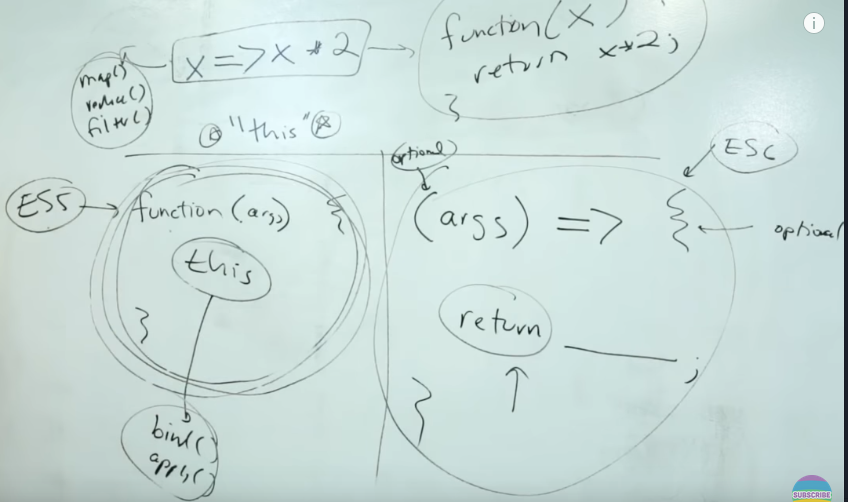 map()
reduce()
filter()
x => x * 2
function(x)
return x*2;
}
"this"
optional
ES6
ES5
function (args) {
this
}
bind()
apply()
(args) => {
optional
return ______ ;
}
SUBSCRIBE